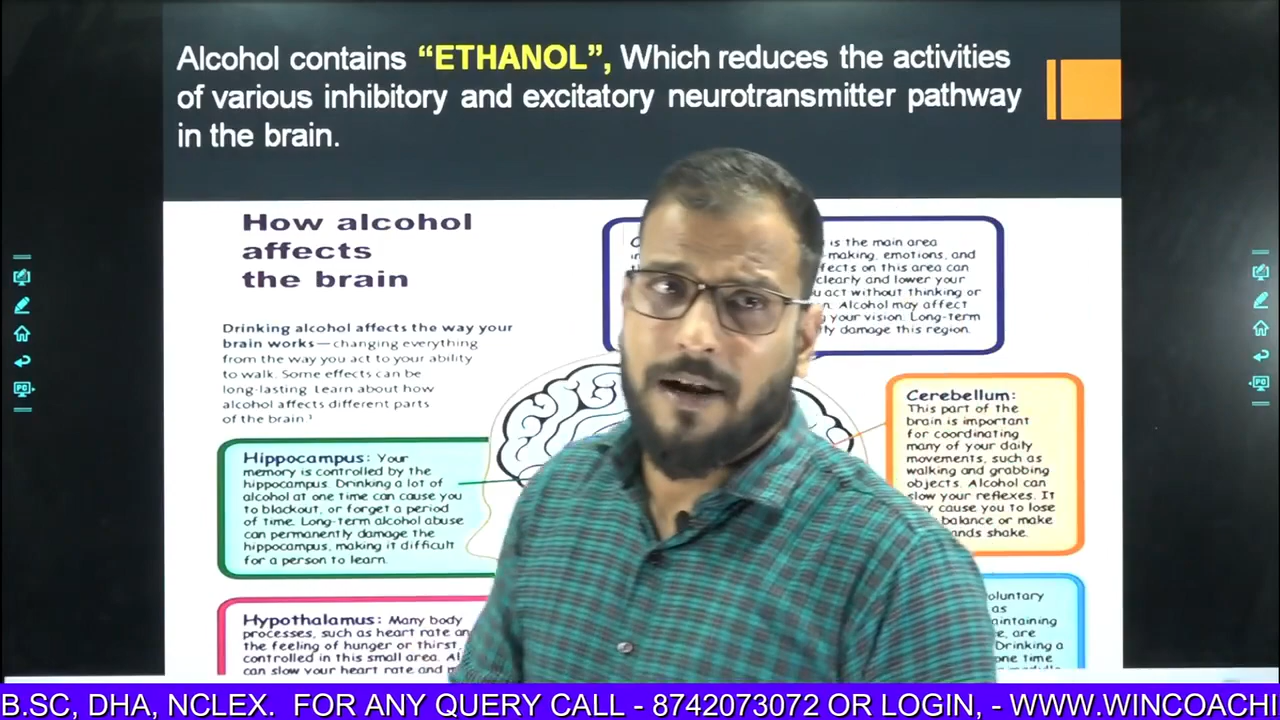 Alcohol contains “ETHANOL”, Which reduces the activities
of various inhibitory and excitatory neurotransmitter pathway
in the brain.
How alcohol
affects
the brain
Drinking alcohol affects the way your
brain works—changing everything
from the way you act to your ability
to walk. Some effects can be
long-lasting. Learn about how
alcohol affects different parts
of the brain.¹
is the main area
making, emotions, and
on this area can
clearly and lower your
act without thinking or
Alcohol may affect
your vision. Long-term
damage this region.
Cerebellum:
This part of the
brain is important
for coordinating
many of your daily
movements, such as
walking and grabbing
objects. Alcohol can
slow your reflexes. It
cause you to lose
balance or make
shake.
Hippocampus: Your
memory is controlled by the
hippocampus. Drinking a lot of
alcohol at one time can cause you
to blackout, or forget a period
of time. Long-term alcohol abuse
can permanently damage the
hippocampus, making it difficult
for a person to learn.
Hypothalamus: Many body
processes, such as heart rate
the feeling of hunger or thirst,
controlled in this small area.
can slow your heart rate and
as
are
Drinking a
one time
B.SC, DHA, NCLEX. FOR ANY QUERY CALL - 8742073072 OR LOGIN, - WWW.WINCOACHI